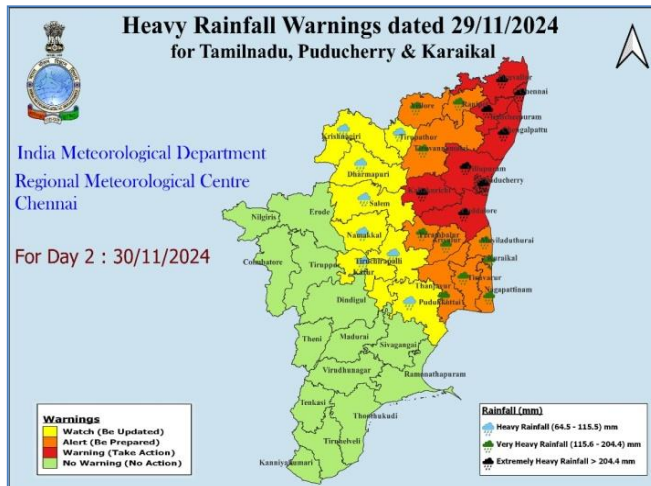 Heavy Rainfall Warnings dated 29/11/2024
for Tamilnadu, Puducherry & Karaikal
India Meteorological Department
Regional Meteorological Centre
Chennai
For Day 2 : 30/11/2024
Chennai
Krishnagiri
Tirupathur
Dharmapuri
Salem
Erode
Nilgiris
Namakkal
Coimbatore
Tiruppur
Karur
Tiruchirapalli
Perambalur
Thanjavur
Pudukkottai
Nagapattinam
Dindigul
Theni
Madurai
Sivagangai
Virudhunagar
Ramanathapuram
Tenkasi
Thoothukudi
Tirunelveli
Kanniyakumari
Warnings
Watch (Be Updated)
Alert (Be Prepared)
Warning (Take Action)
No Warning (No Action)
Rainfall (mm)
Heavy Rainfall (64.5 - 115.5) mm
Very Heavy Rainfall (115.6 - 204.4) mm
Extremely Heavy Rainfall > 204.4 mm